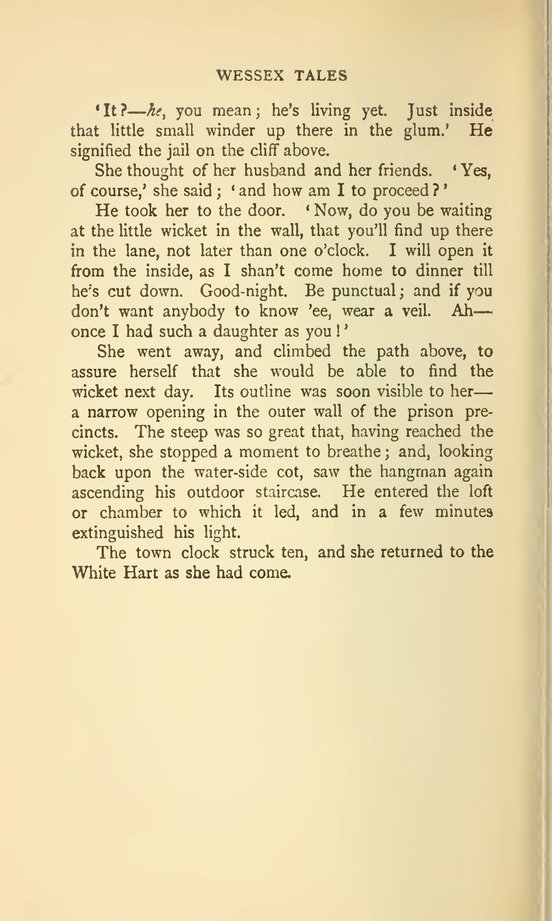 WESSEX TALES
‘It?—he, you mean; he's living yet. Just inside
that little small winder up there in the glum.’ He
signified the jail on the cliff above.
She thought of her husband and her friends. ‘Yes,
of course,’ she said; ‘and how am I to proceed?’
He took her to the door. ‘Now, do you be waiting
at the little wicket in the wall, that you'll find up there
in the lane, not later than one o'clock. I will open it
from the inside, as I shan't come home to dinner till
he's cut down. Good-night. Be punctual; and if you
don't want anybody to know 'ee, wear a veil. Ah—
once I had such a daughter as you!’
She went away, and climbed the path above, to
assure herself that she would be able to find the
wicket next day. Its outline was soon visible to her—
a narrow opening in the outer wall of the prison pre-
cincts. The steep was so great that, having reached the
wicket, she stopped a moment to breathe; and, looking
back upon the water-side cot, saw the hangman again
ascending his outdoor staircase. He entered the loft
or chamber to which it led, and in a few minutes
extinguished his light.
The town clock struck ten, and she returned to the
White Hart as she had come.